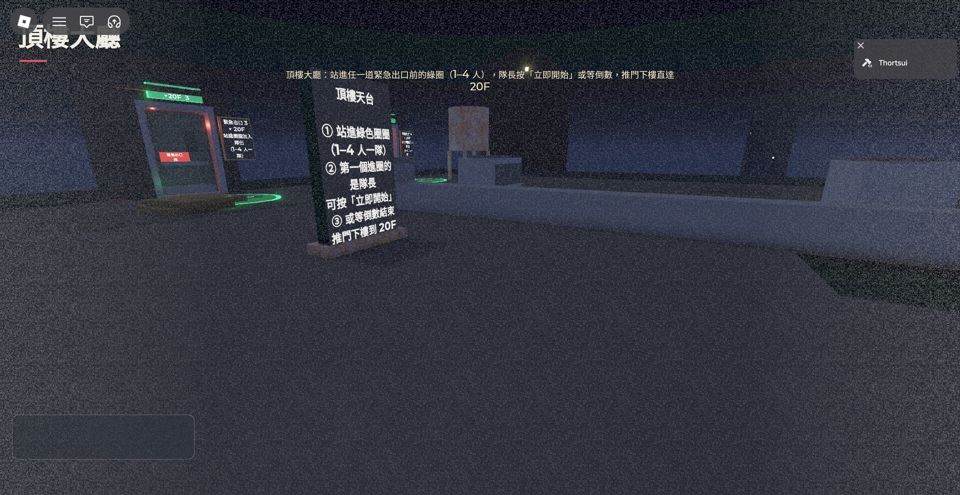 頂樓大廳
頂樓大廳：站進任一道緊急出口前的綠圈（1–4 人），隊長按「立即開始」或等倒數，推門下樓直達
20F
Thortsui
頂樓天台
① 站進綠色圈圈
（1–4 人一隊）
② 第一個進圈的
是隊長
可按「立即開始」
③ 或等倒數結束
推門下樓到 20F
緊急出口 3